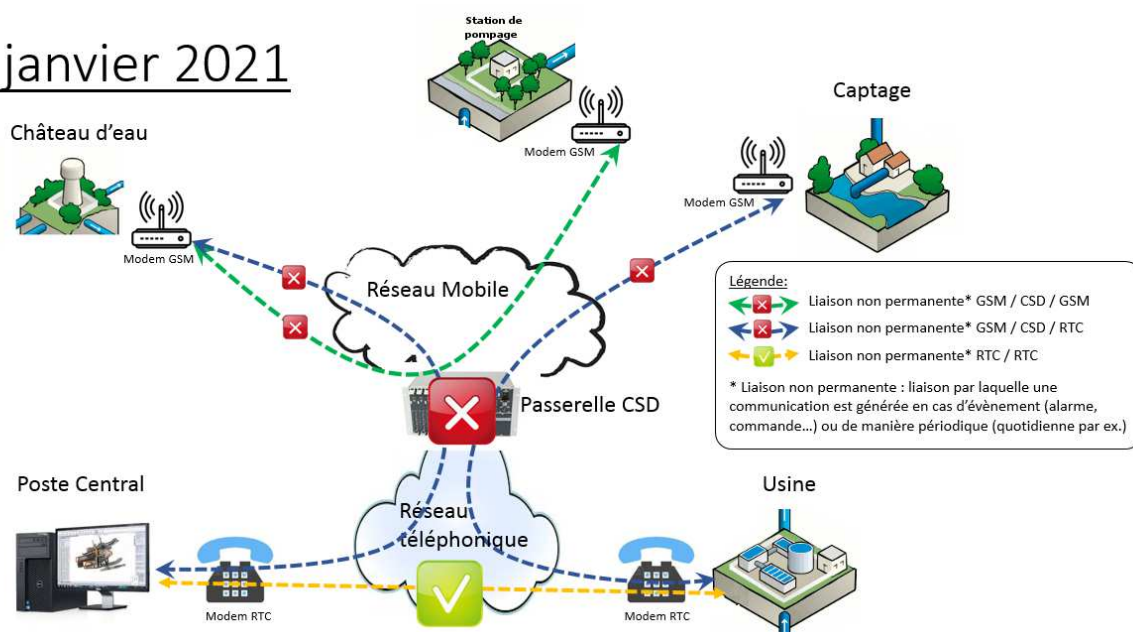 janvier 2021
Station de
pompage
Modem GSM
Captage
Modem GSM
Château d'eau
Modem GSM
Réseau Mobile
Légende:
Liaison non permanente* GSM / CSD / GSM
Liaison non permanente* GSM / CSD / RTC
Liaison non permanente* RTC / RTC
* Liaison non permanente : liaison par laquelle une
communication est générée en cas d'évènement (alarme,
commande…) ou de manière périodique (quotidienne par ex.)
Passerelle CSD
Poste Central
Réseau
téléphonique
Usine
Modem RTC
Modem RTC